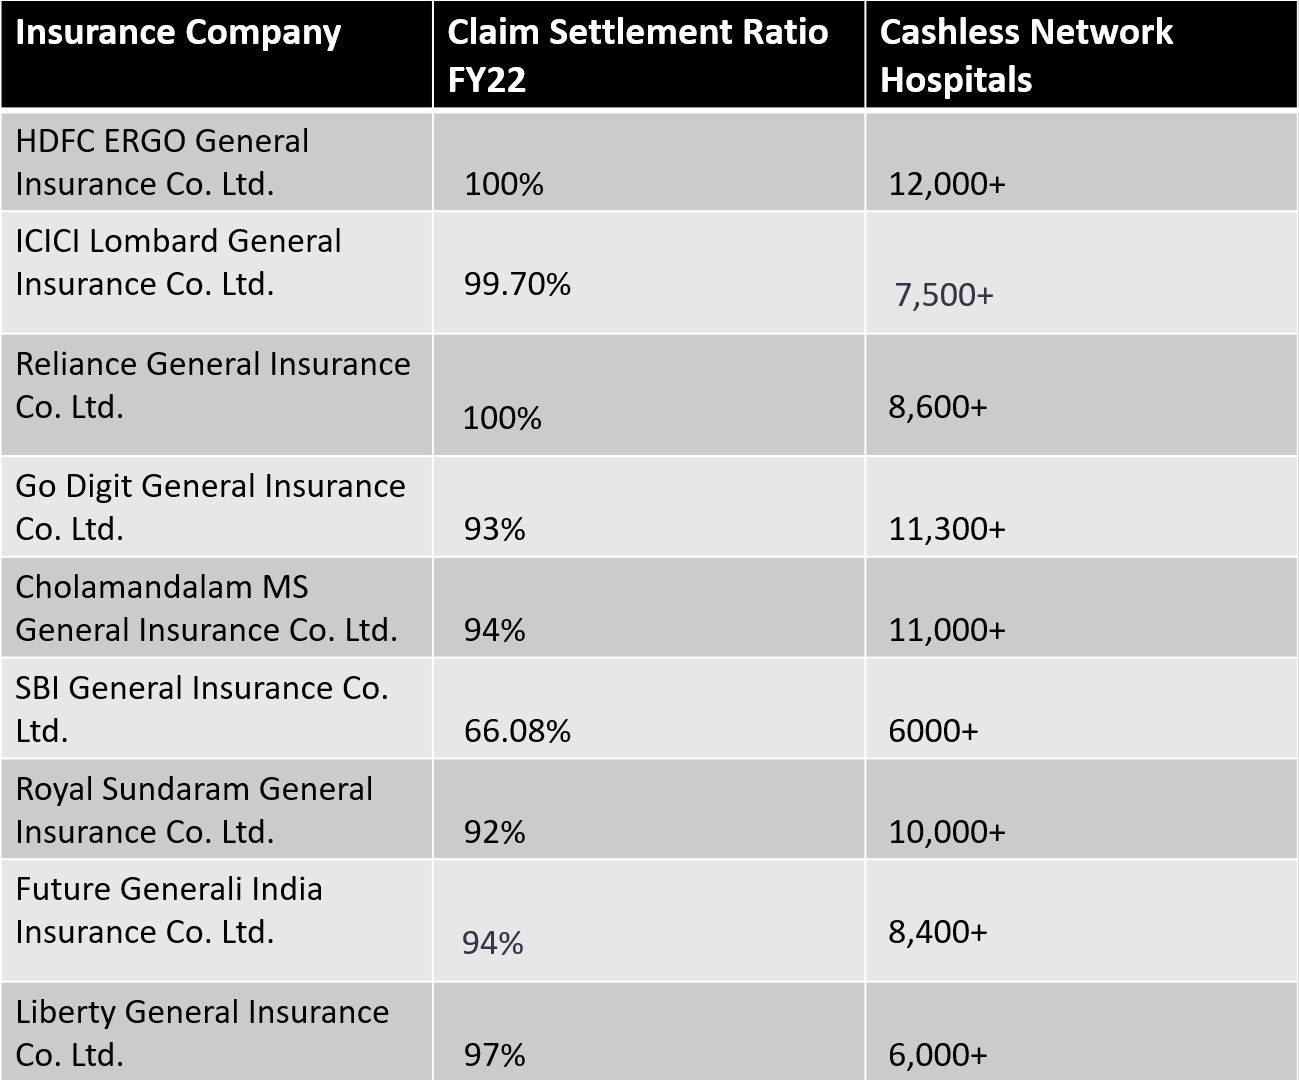 Insurance Company
Claim Settlement Ratio
FY22
Cashless Network
Hospitals
HDFC ERGO General
Insurance Co. Ltd.
100%
12,000+
ICICI Lombard General
Insurance Co. Ltd.
99.70%
7,500+
Reliance General Insurance
Co. Ltd.
100%
8,600+
Go Digit General Insurance
Co. Ltd.
93%
11,300+
Cholamandalam MS
General Insurance Co. Ltd.
94%
11,000+
SBI General Insurance Co.
Ltd.
66.08%
6000+
Royal Sundaram General
Insurance Co. Ltd.
92%
10,000+
Future Generali India
Insurance Co. Ltd.
94%
8,400+
Liberty General Insurance
Co. Ltd.
97%
6,000+